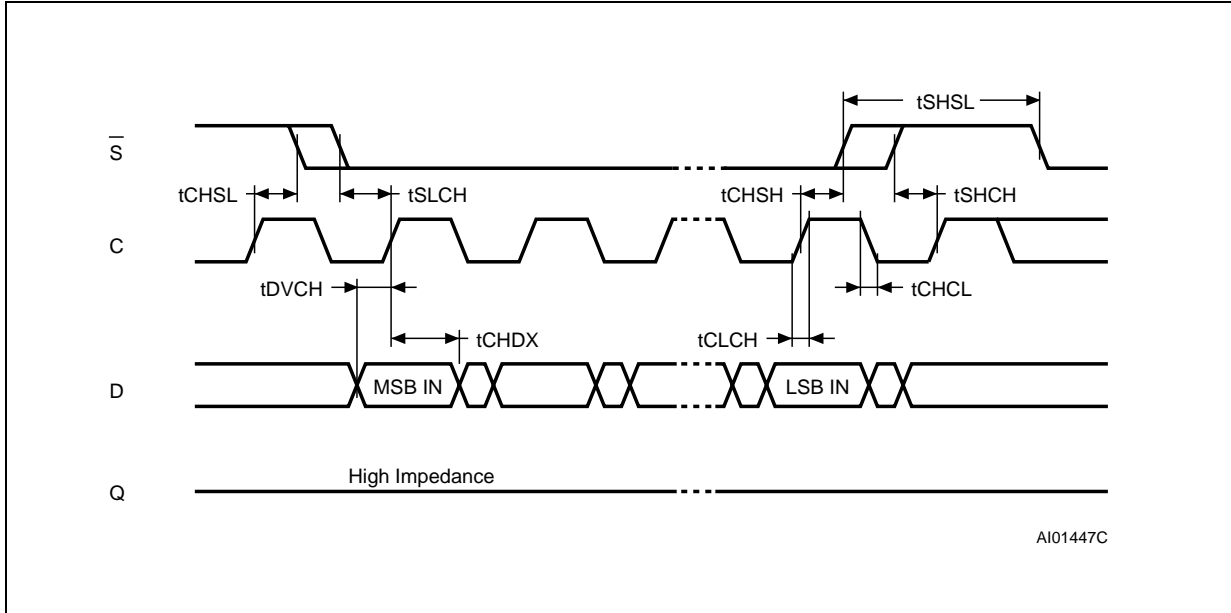 tSHSL
S̅
tCHSL
tSLCH
tCHSH
tSHCH
C
tDVCH
tCHCL
tCHDX
tCLCH
D
MSB IN
LSB IN
High Impedance
Q
AI01447C